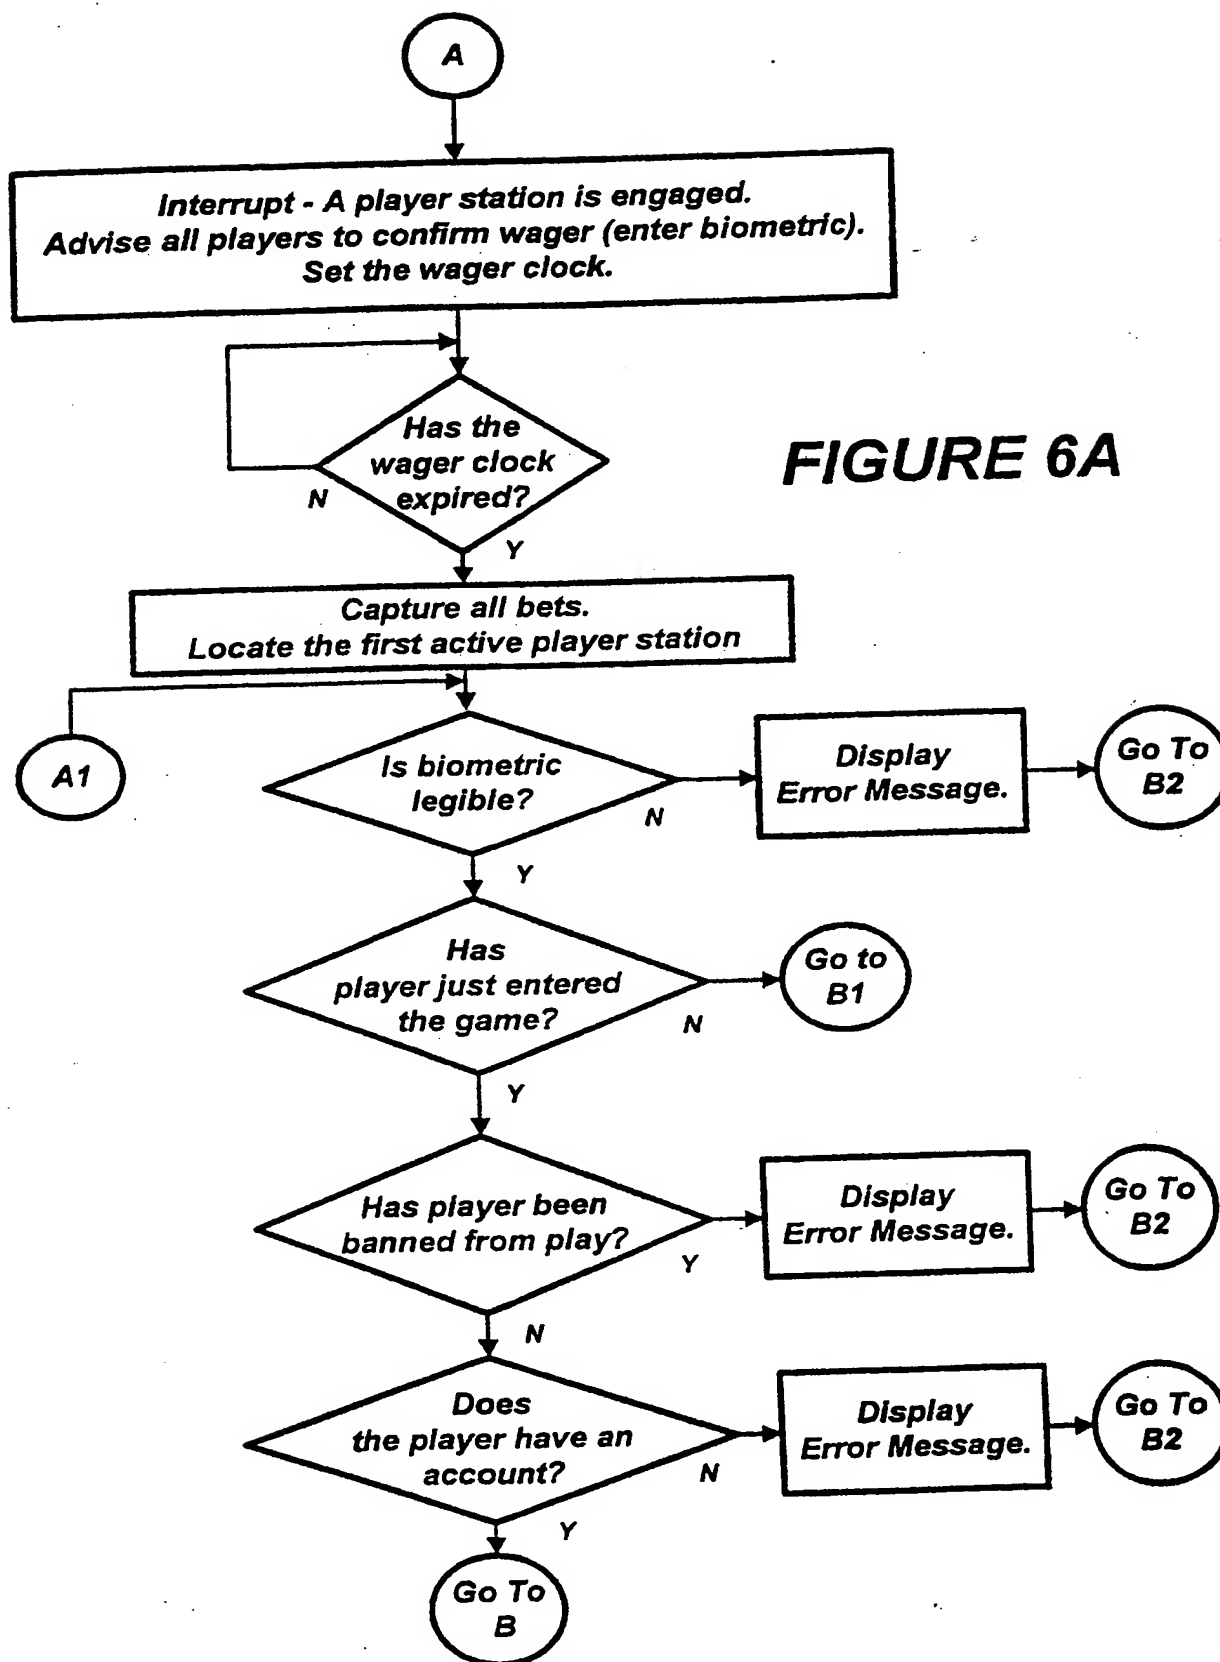 A
Interrupt - A player station is engaged.
Advise all players to confirm wager (enter biometric).
Set the wager clock.
Has the
wager clock
expired?
N
Y
FIGURE 6A
Capture all bets.
Locate the first active player station
A1
Is biometric
legible?
N
Y
Display
Error Message.
Go To
B2
Has
player just entered
the game?
N
Y
Go to
B1
Has player been
banned from play?
Y
N
Display
Error Message.
Go To
B2
Does
the player have an
account?
N
Y
Display
Error Message.
Go To
B2
Go To
B